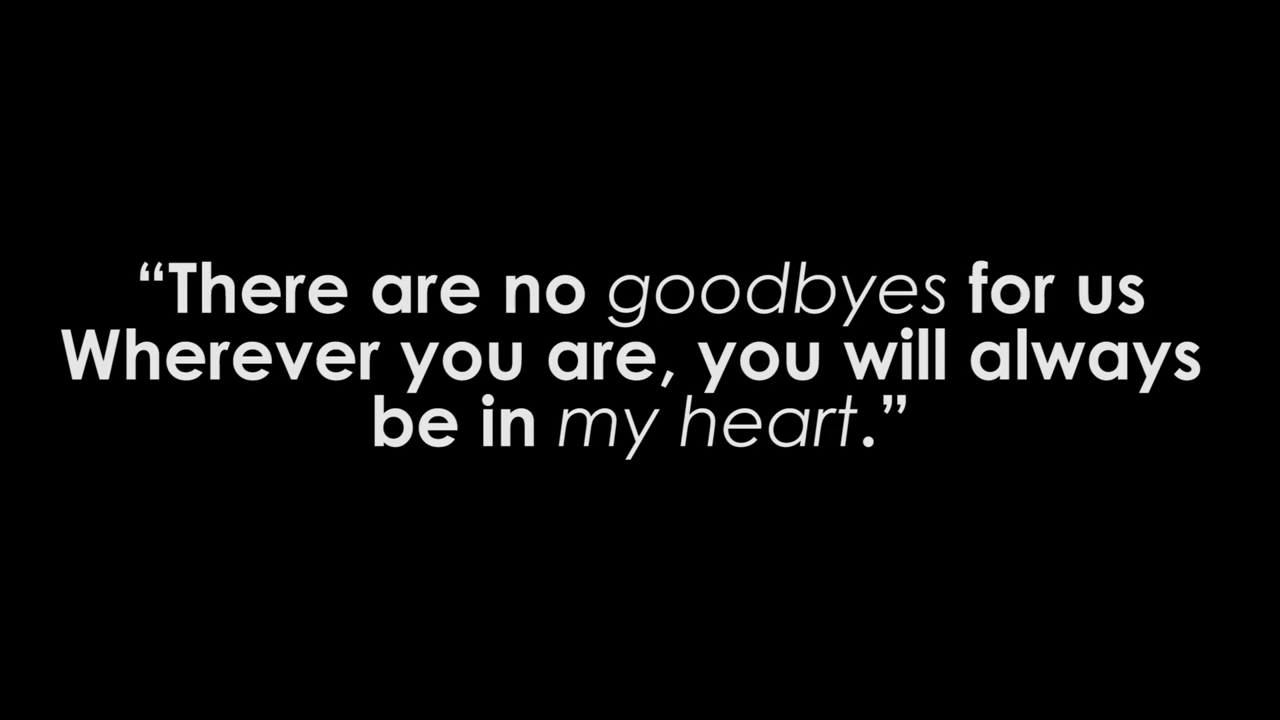 “There are no goodbyes for us
Wherever you are, you will always
be in my heart.”